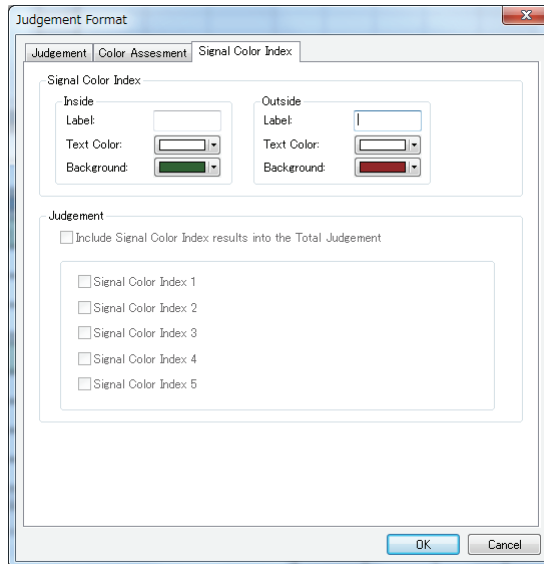 Judgement Format
Judgement Color Assesment Signal Color Index
Signal Color Index
Inside Outside
Label: Label:
Text Color: Text Color:
Background: Background:
Judgement
Include Signal Color Index results into the Total Judgement
Signal Color Index 1
Signal Color Index 2
Signal Color Index 3
Signal Color Index 4
Signal Color Index 5
OK Cancel